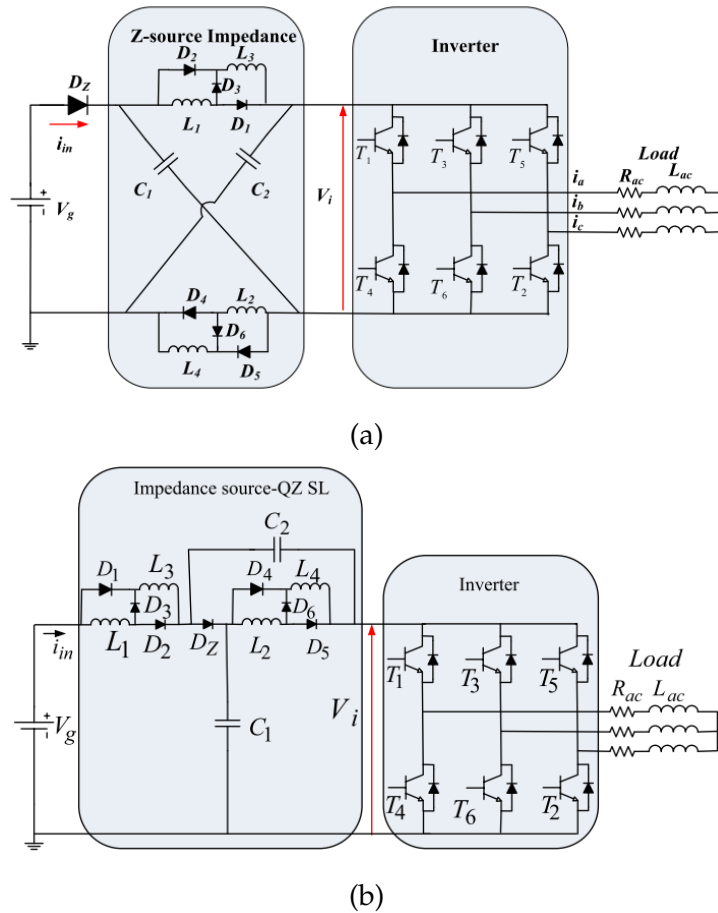 Z-source Impedance
Inverter
D2 L3
DZ D3
L1 D1
iin
C1 C2
Vg
Vi
T1 T3 T5
Load
Rac Lac
ia
ib
ic
T4 T6 T2
D4 L2
D6
L4 D5
(a)
Impedance source-QZ SL
C2
Inverter
D1 L3 D4 L4
D3 D6
iin L1 D2 DZ L2 D5
Vg
C1
Vi
T1 T3 T5
Load
Rac Lac
T4 T6 T2
(b)